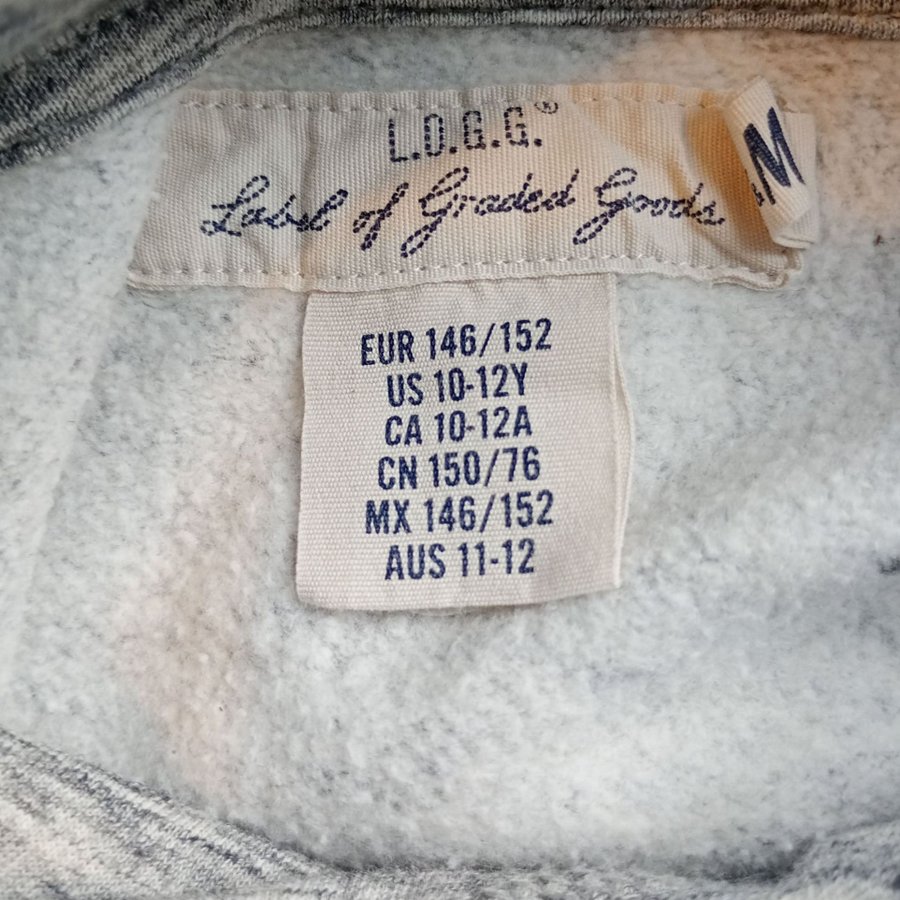 L.O.G.G.®
Label of Graded Goods
M
EUR 146/152
US 10-12Y
CA 10-12A
CN 150/76
MX 146/152
AUS 11-12